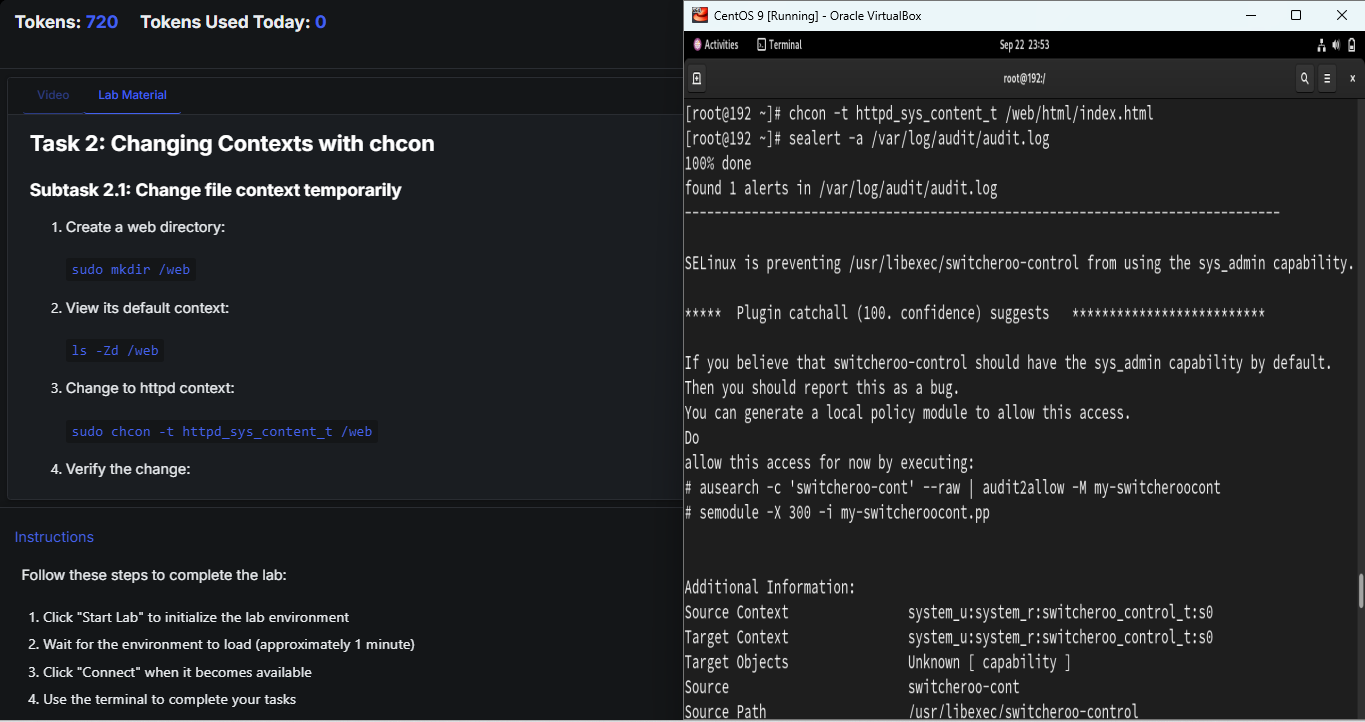 Tokens: 720 Tokens Used Today: 0
Video Lab Material
Task 2: Changing Contexts with chcon
Subtask 2.1: Change file context temporarily
1. Create a web directory:
sudo mkdir /web
2. View its default context:
ls -Zd /web
3. Change to httpd context:
sudo chcon -t httpd_sys_content_t /web
4. Verify the change:
Instructions
Follow these steps to complete the lab:
1. Click "Start Lab" to initialize the lab environment
2. Wait for the environment to load (approximately 1 minute)
3. Click "Connect" when it becomes available
4. Use the terminal to complete your tasks
CentOS 9 [Running] - Oracle VirtualBox
Activities Terminal Sep 22 23:53
root@192:/
[root@192 ~]# chcon -t httpd_sys_content_t /web/html/index.html
[root@192 ~]# sealert -a /var/log/audit/audit.log
100% done
found 1 alerts in /var/log/audit/audit.log
--------------------------------------------------------------------------------
SELinux is preventing /usr/libexec/switcheroo-control from using the sys_admin capability.
***** Plugin catchall (100. confidence) suggests **************************
If you believe that switcheroo-control should have the sys_admin capability by default.
Then you should report this as a bug.
You can generate a local policy module to allow this access.
Do
allow this access for now by executing:
# ausearch -c 'switcheroo-cont' --raw | audit2allow -M my-switcheroocont
# semodule -X 300 -i my-switcheroocont.pp
Additional Information:
Source Context system_u:system_r:switcheroo_control_t:s0
Target Context system_u:system_r:switcheroo_control_t:s0
Target Objects Unknown [ capability ]
Source switcheroo-cont
Source Path /usr/libexec/switcheroo-control